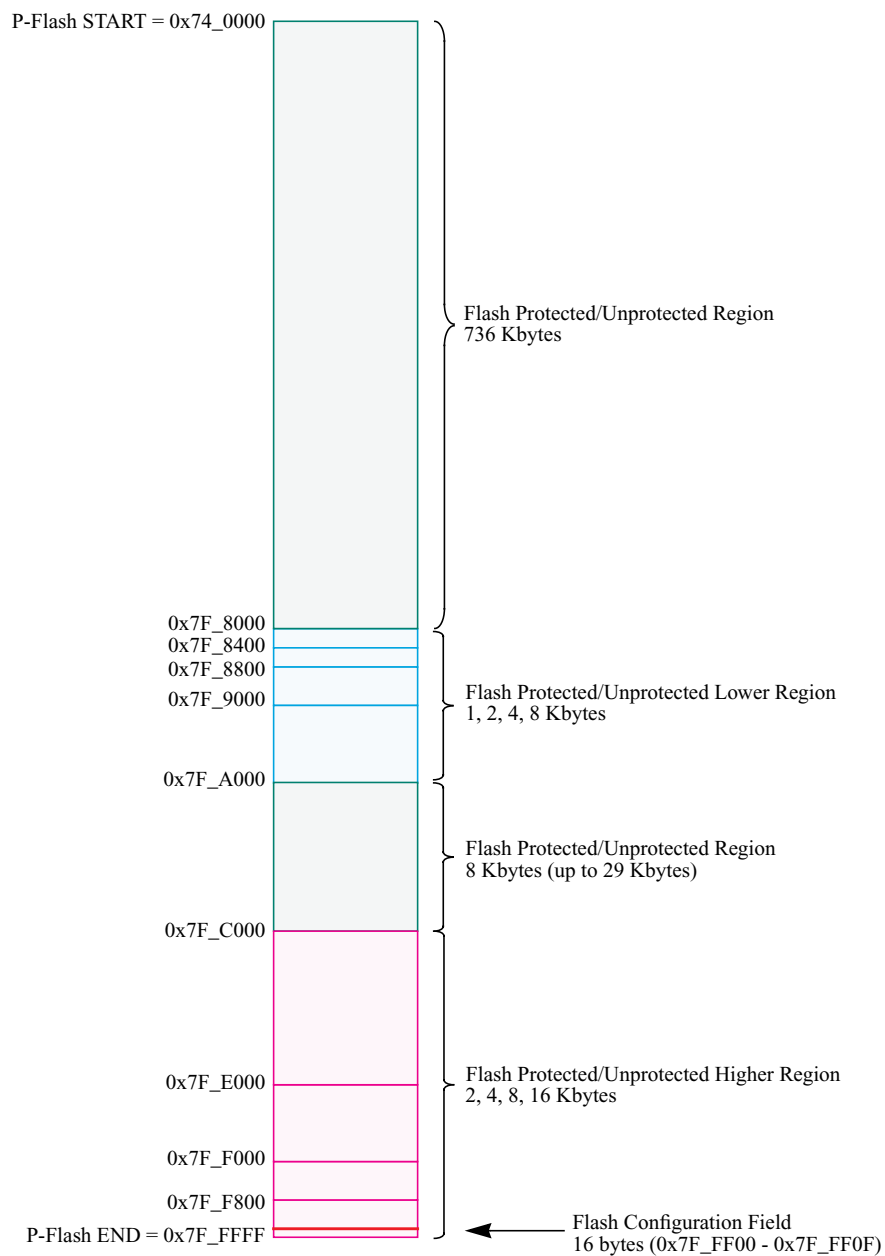 P-Flash START = 0x74_0000
Flash Protected/Unprotected Region
736 Kbytes
0x7F_8000
0x7F_8400
0x7F_8800
0x7F_9000
Flash Protected/Unprotected Lower Region
1, 2, 4, 8 Kbytes
0x7F_A000
Flash Protected/Unprotected Region
8 Kbytes (up to 29 Kbytes)
0x7F_C000
0x7F_E000
Flash Protected/Unprotected Higher Region
2, 4, 8, 16 Kbytes
0x7F_F000
0x7F_F800
P-Flash END = 0x7F_FFFF
Flash Configuration Field
16 bytes (0x7F_FF00 - 0x7F_FF0F)